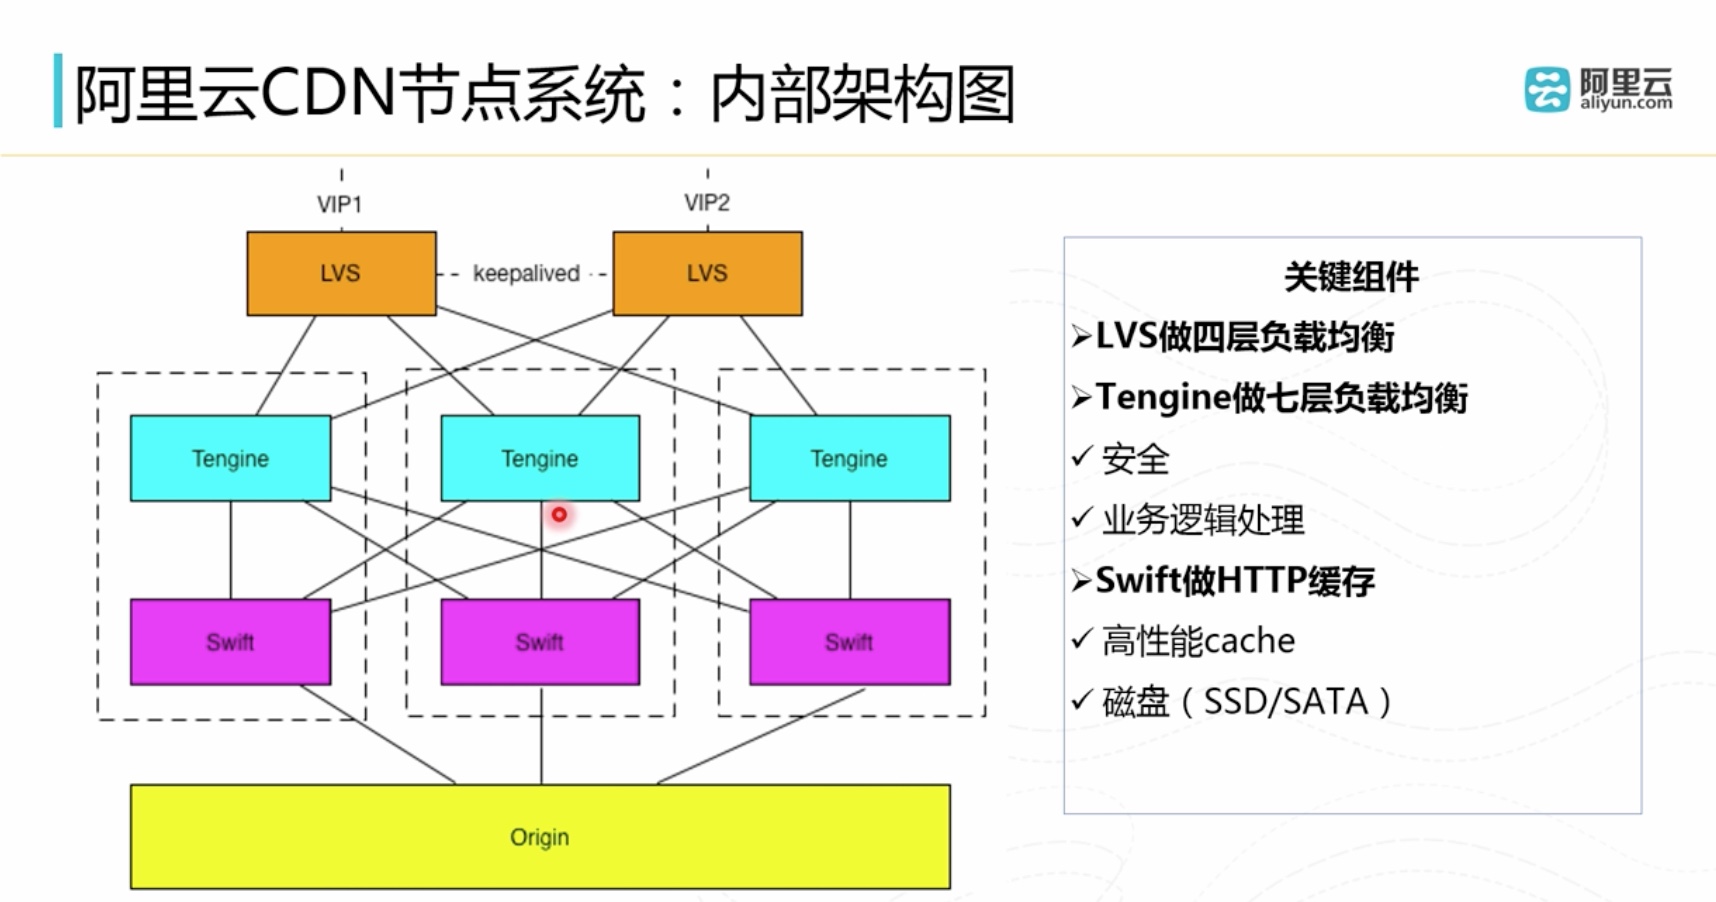 阿里云CDN节点系统：内部架构图
阿里云
aliyun.com
VIP1
VIP2
LVS
keepalived
LVS
Tengine
Tengine
Tengine
Swift
Swift
Swift
Origin
关键组件
➢LVS做四层负载均衡
➢Tengine做七层负载均衡
✓ 安全
✓ 业务逻辑处理
➢Swift做HTTP缓存
✓ 高性能cache
✓ 磁盘（SSD/SATA）